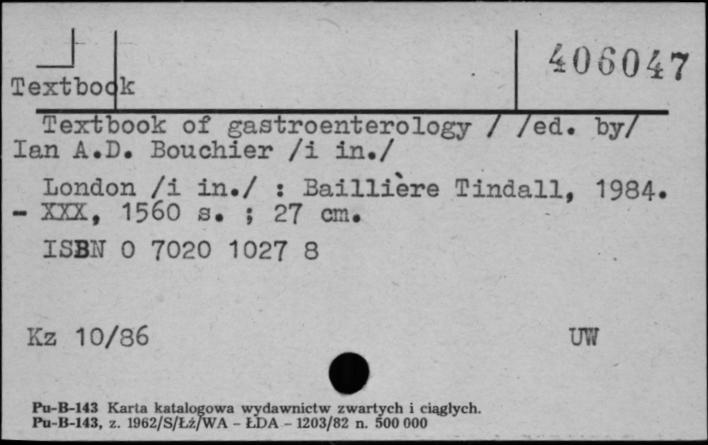 406047
Textbook
Textbook of gastroenterology / /ed. by/
Ian A.D. Bouchier /i in./
London /i in./ : Baillière Tindall, 1984.
- XXX, 1560 s. ; 27 cm.
ISBN 0 7020 1027 8
Kz 10/86 UW
Pu-B-143 Karta katalogowa wydawnictw zwartych i ciągłych.
Pu-B-143, z. 1962/S/Łż/WA - ŁDA - 1203/82 n. 500 000